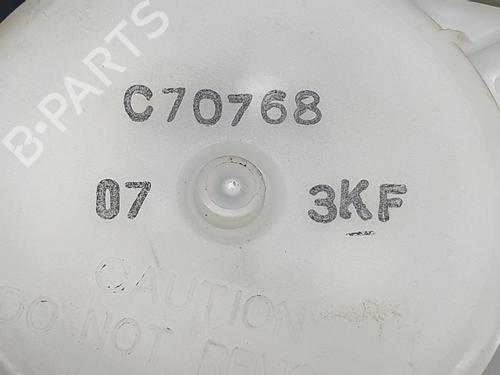 B-PARTS
C70768
07 3KF
CAUTION
DO NOT